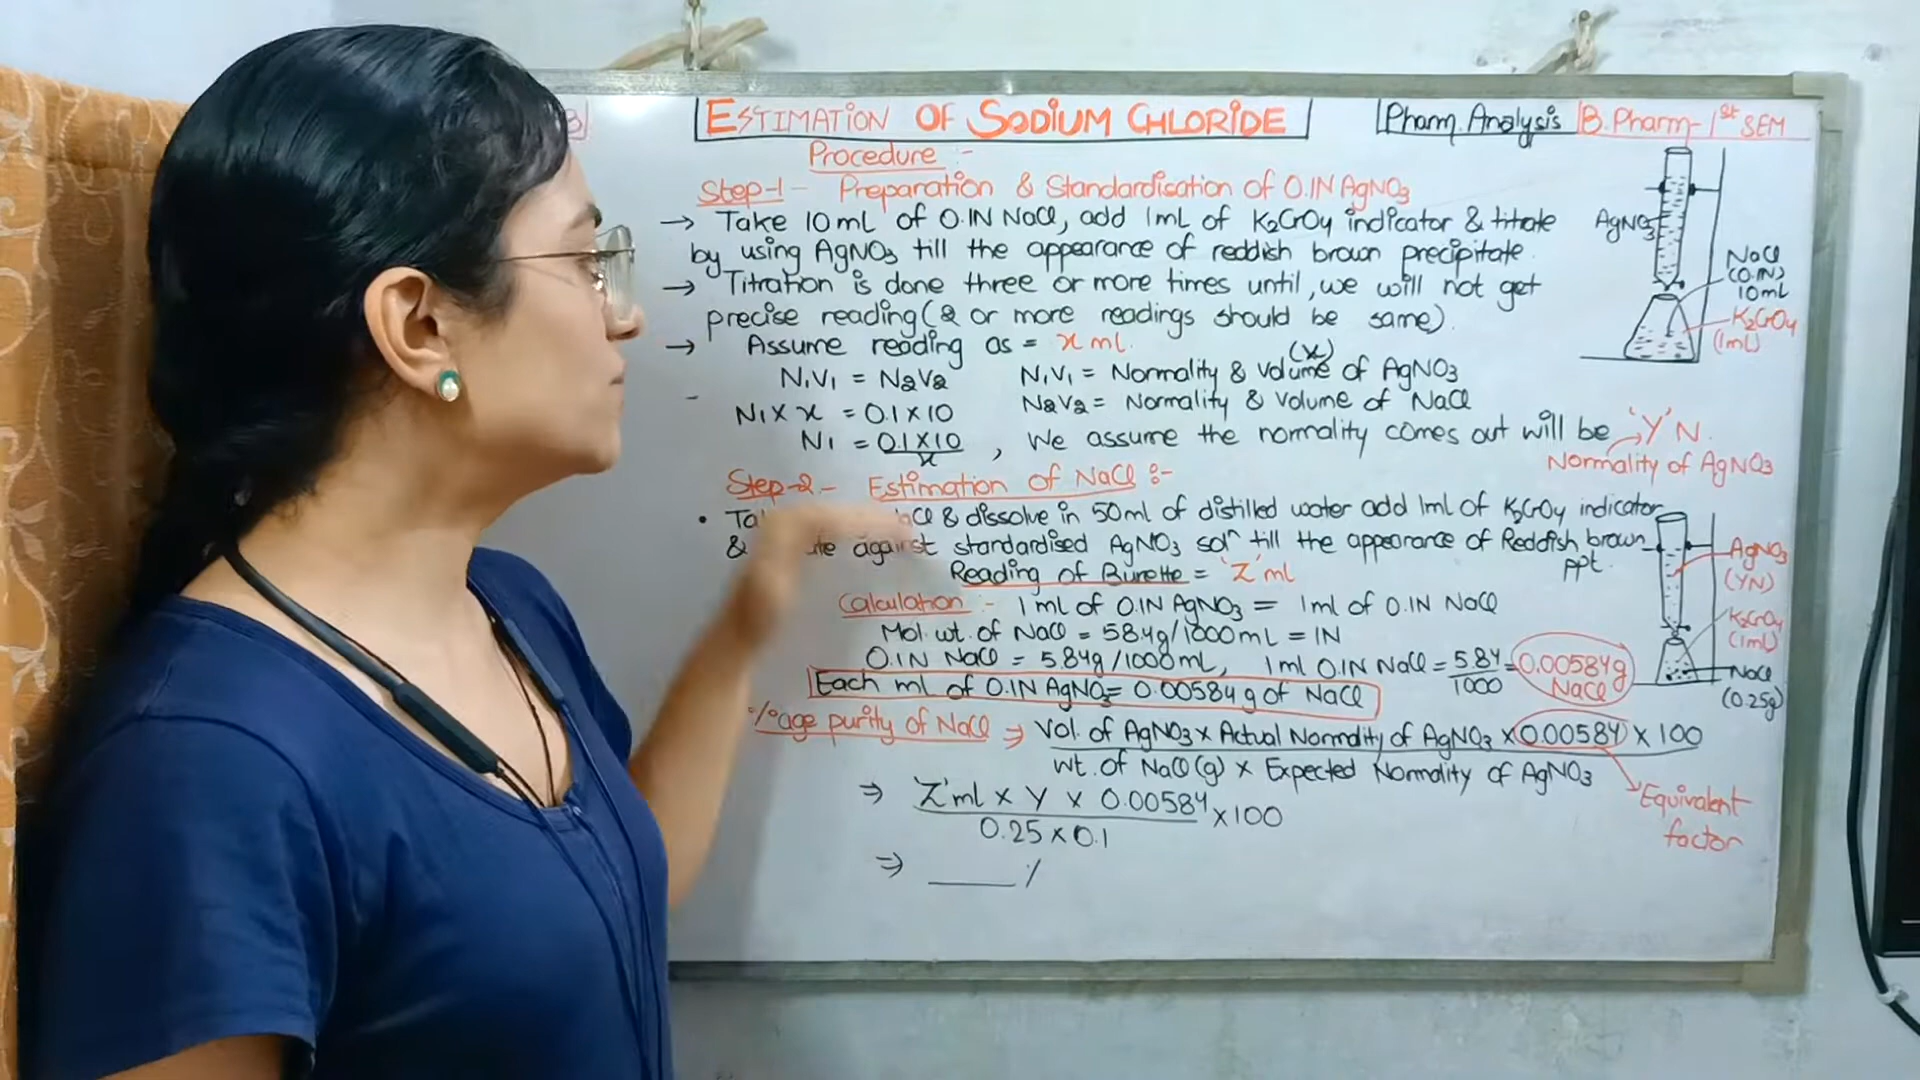 ESTIMATION OF SODIUM CHLORIDE
Pharm. Analysis B. Pharm - 1st SEM
Procedure :-
Step-1 - Preparation & Standardisation of 0.1N AgNO3
→ Take 10ml of 0.1N NaCl, add 1ml of K2CrO4 indicator & titrate
by using AgNO3 till the appearance of reddish brown precipitate.
→ Titration is done three or more times until, we will not get
precise reading (2 or more readings should be same).
→ Assume reading as = x ml.
N1V1 = N2V2
N1V1 = Normality & Volume (x) of AgNO3
N1 X x = 0.1 X 10
N2V2 = Normality & Volume of NaCl
N1 = 0.1 X 10 / x , We assume the normality comes out will be 'Y' N.
Normality of AgNO3
AgNO3
NaCl
(0.1N)
10ml
K2CrO4
(1mL)
Step-2 - Estimation of NaCl :-
• & dissolve in 50ml of distilled water add 1ml of K2CrO4 indicator
& against standardised AgNO3 soln till the appearance of Reddish brown
ppt.
Reading of Burette = 'Z' ml
Calculation :- 1ml of 0.1N AgNO3 = 1ml of 0.1N NaCl
Mol. wt. of NaCl = 58.4g/1000mL = 1N
0.1N NaCl = 5.84g/1000mL, 1ml 0.1N NaCl = 5.84/1000 = 0.00584g NaCl
Each ml of 0.1N AgNO3 = 0.00584g of NaCl
AgNO3
(YN)
K2CrO4
(1mL)
NaCl
(0.25g)
%age purity of NaCl ⇒ Vol. of AgNO3 x Actual Normality of AgNO3 x 0.00584 x 100
wt. of NaCl (g) x Expected Normality of AgNO3
Equivalent
factor
⇒ 'Z' ml x Y x 0.00584 x 100
0.25 x 0.1
⇒ ____ %